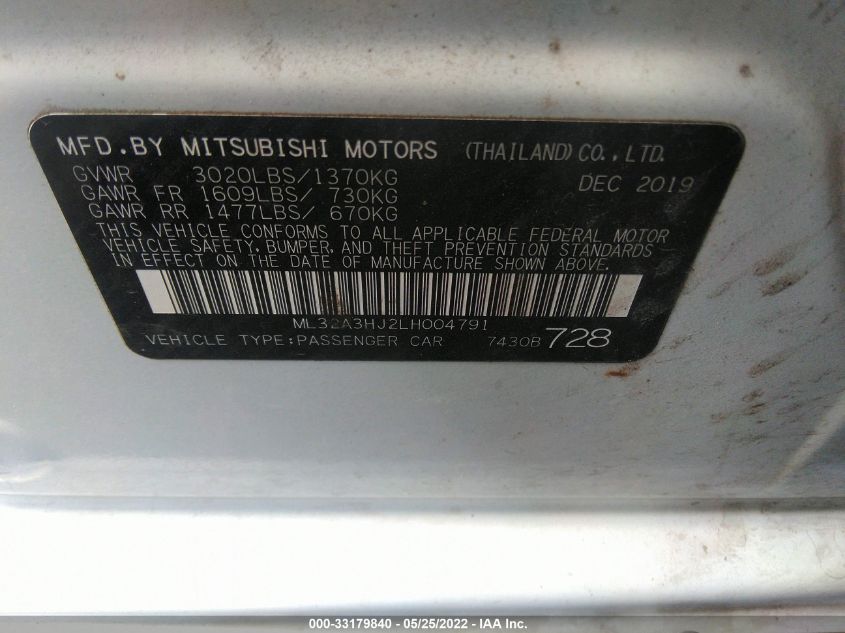 MFD.BY MITSUBISHI MOTORS (THAILAND) CO.,LTD.
GVWR 3020LBS/1370KG DEC 2019
GAWR FR 1609LBS/ 730KG
GAWR RR 1477LBS/ 670KG
THIS VEHICLE CONFORMS TO ALL APPLICABLE FEDERAL MOTOR
VEHICLE SAFETY, BUMPER, AND THEFT PREVENTION STANDARDS
IN EFFECT ON THE DATE OF MANUFACTURE SHOWN ABOVE.
ML32A3HJ2LH004791
VEHICLE TYPE:PASSENGER CAR 7430B 728
000-33179840 - 05/25/2022 - IAA Inc.